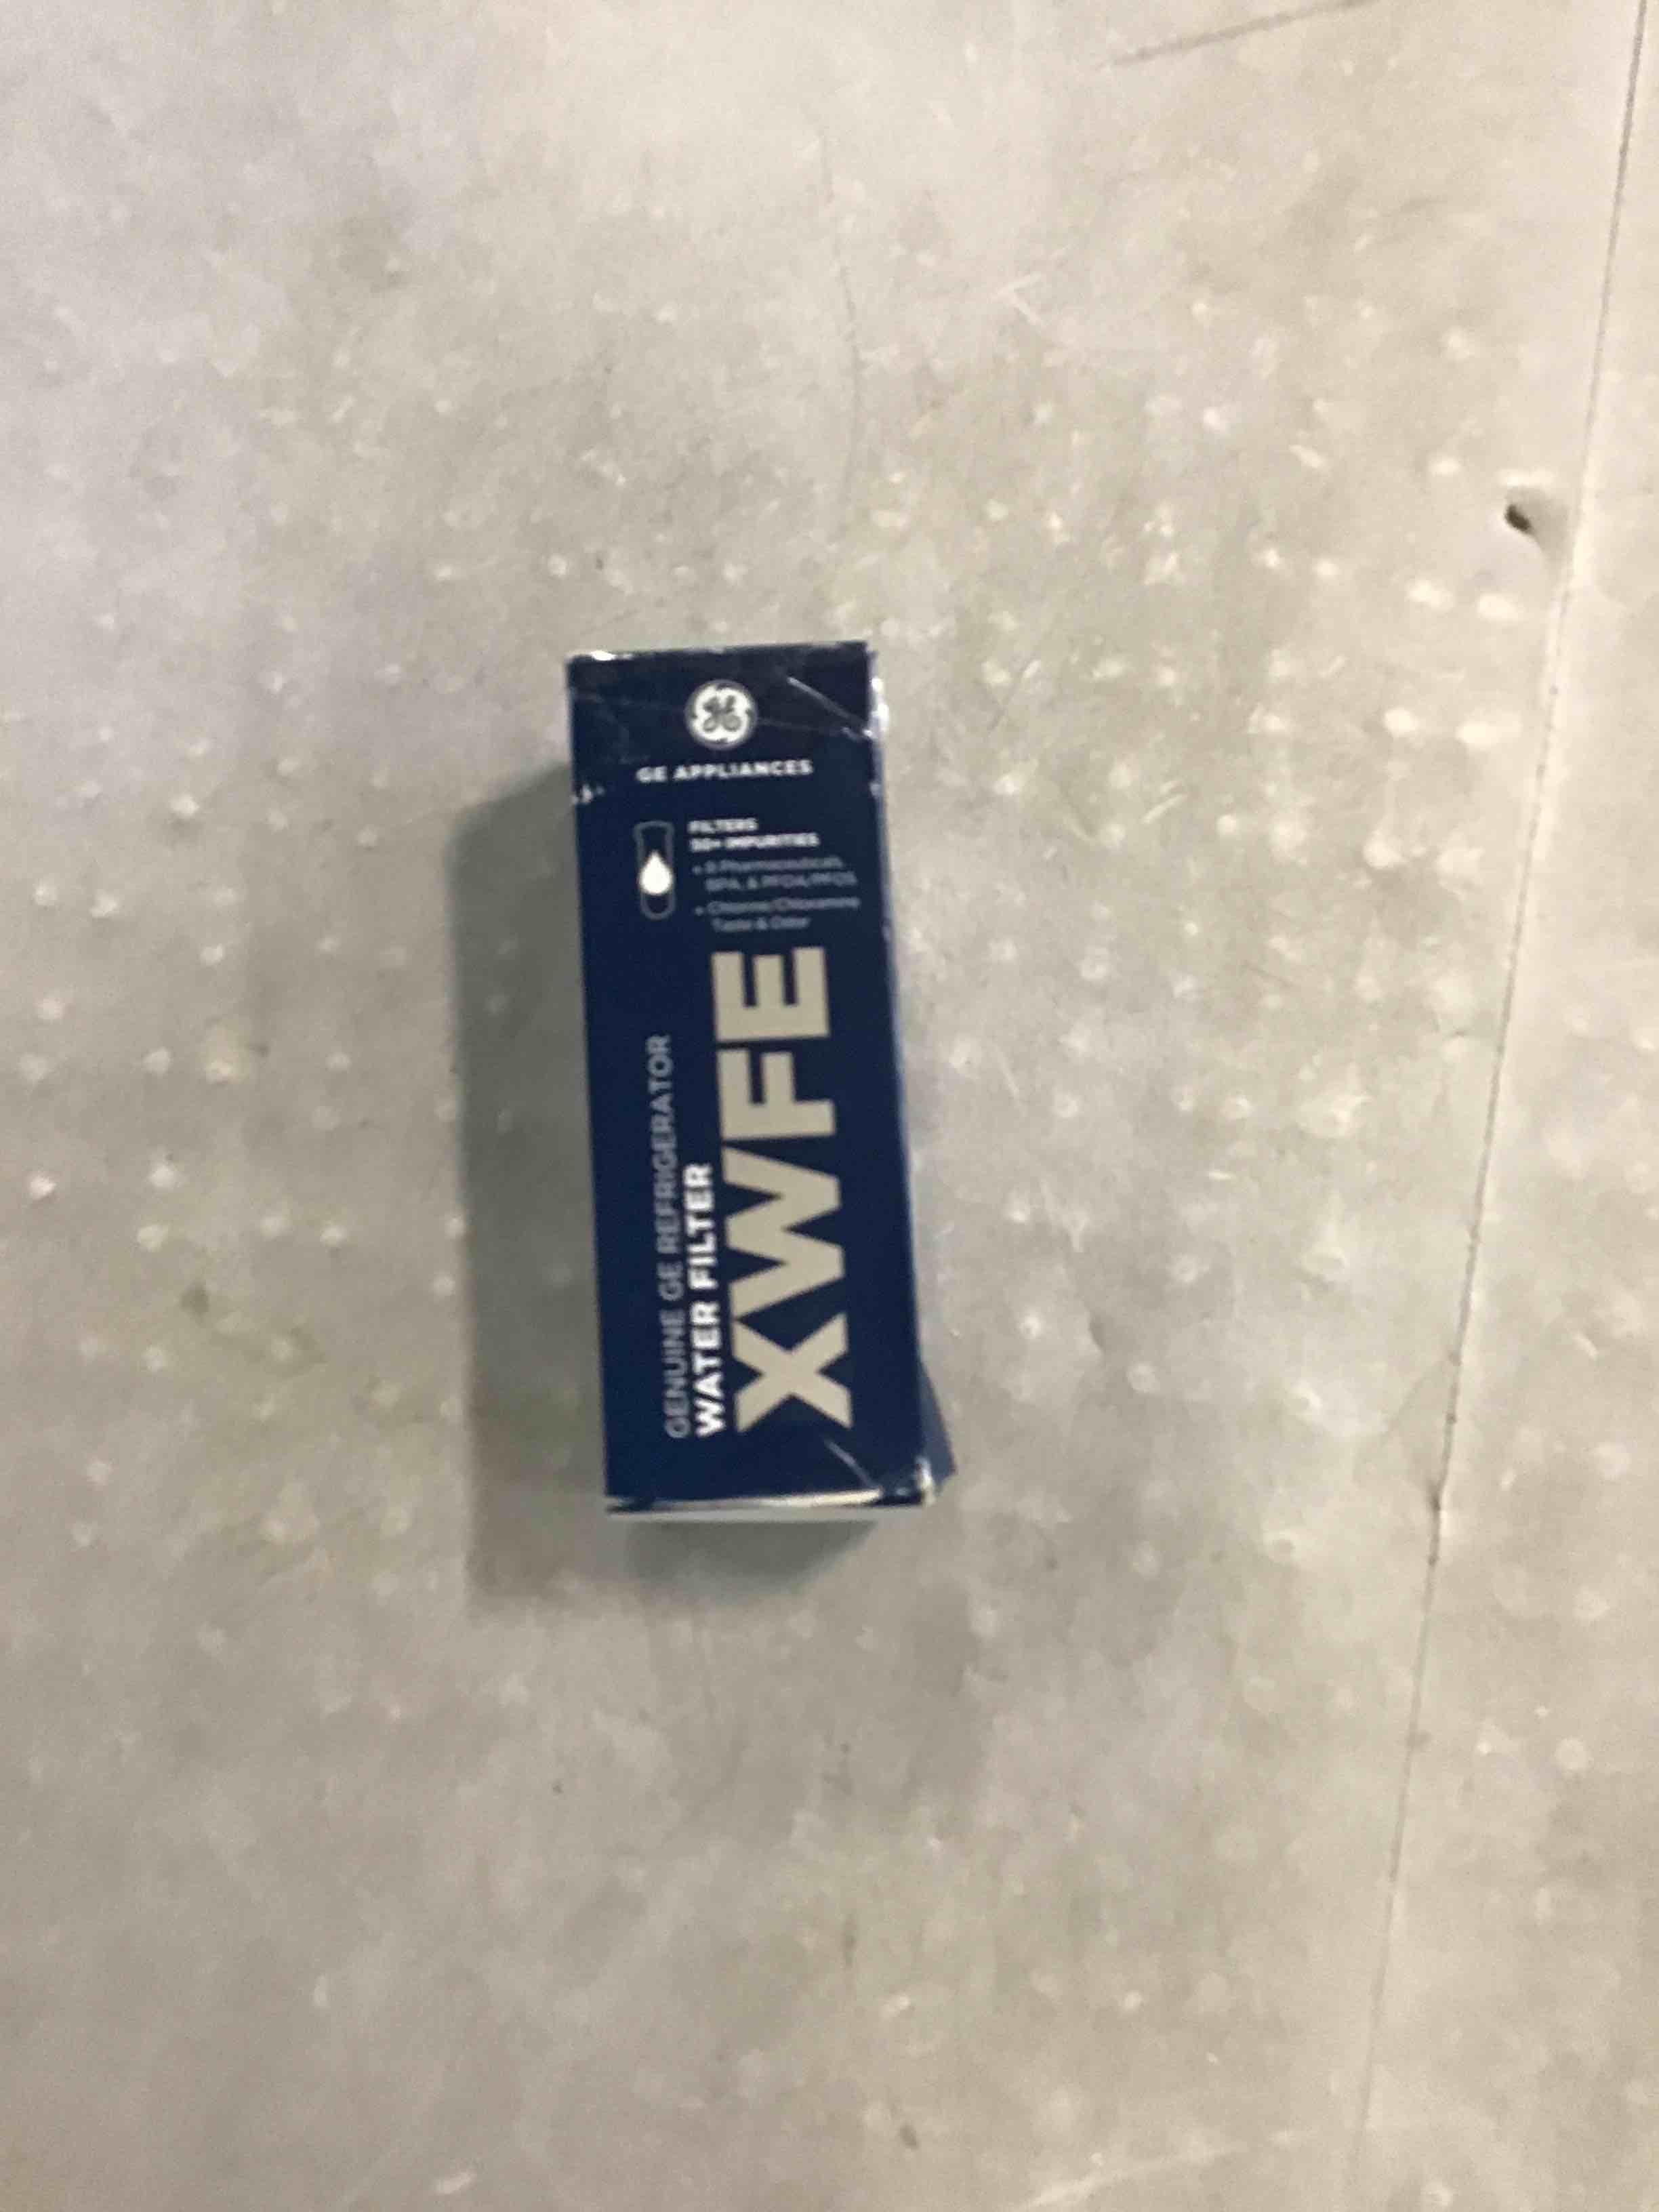 GE APPLIANCES
FILTERS
50+ IMPURITIES
• 5 Pharmaceuticals,
BPA, & PFOA/PFOS
• Chlorine/Chloramine
Taste & Odor
GENUINE GE REFRIGERATOR
WATER FILTER
XWFE